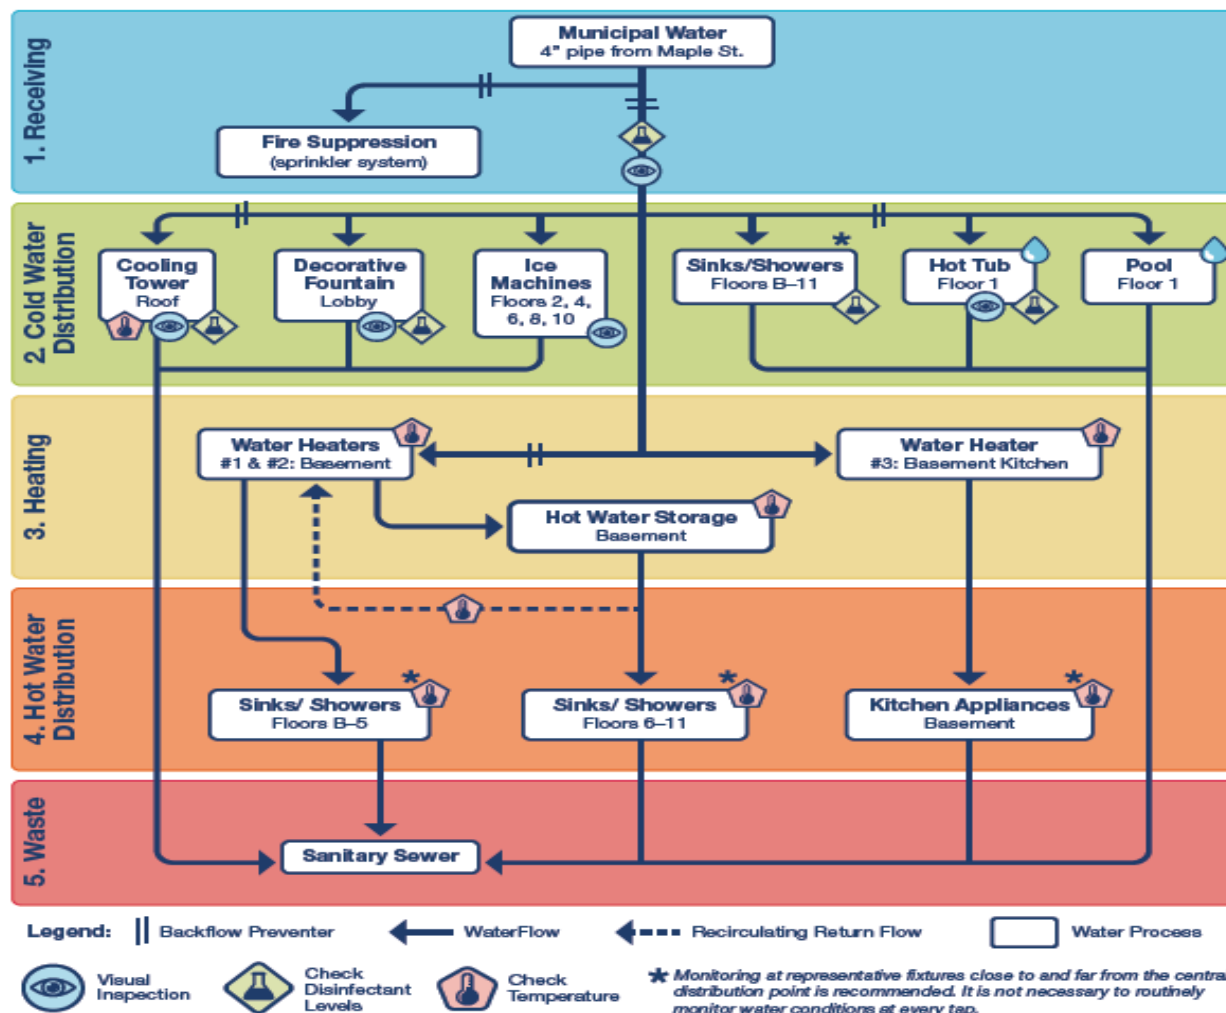 1. Receiving
Municipal Water
4" pipe from Maple St.
Fire Suppression
(sprinkler system)
2. Cold Water
Distribution
Cooling
Tower
Roof
Decorative
Fountain
Lobby
Ice
Machines
Floors 2, 4,
6, 8, 10
*
Sinks/Showers
Floors B–11
Hot Tub
Floor 1
Pool
Floor 1
3. Heating
Water Heaters
#1 & #2: Basement
Water Heater
#3: Basement Kitchen
Hot Water Storage
Basement
4. Hot Water
Distribution
*
Sinks/ Showers
Floors B–5
*
Sinks/ Showers
Floors 6–11
*
Kitchen Appliances
Basement
5. Waste
Sanitary Sewer
Legend:
Backflow Preventer
WaterFlow
Recirculating Return Flow
Water Process
Visual
Inspection
Check
Disinfectant
Levels
Check
Temperature
* Monitoring at representative fixtures close to and far from the central
distribution point is recommended. It is not necessary to routinely
monitor water conditions at every tap.